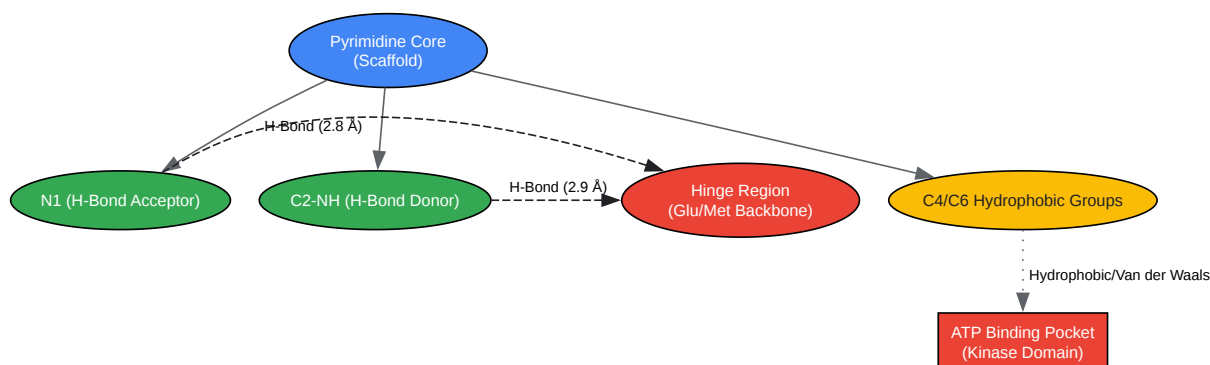 Pyrimidine Core
(Scaffold)
H-Bond (2.8 Å)
N1 (H-Bond Acceptor)
C2-NH (H-Bond Donor)
H-Bond (2.9 Å)
Hinge Region
(Glu/Met Backbone)
C4/C6 Hydrophobic Groups
Hydrophobic/Van der Waals
ATP Binding Pocket
(Kinase Domain)